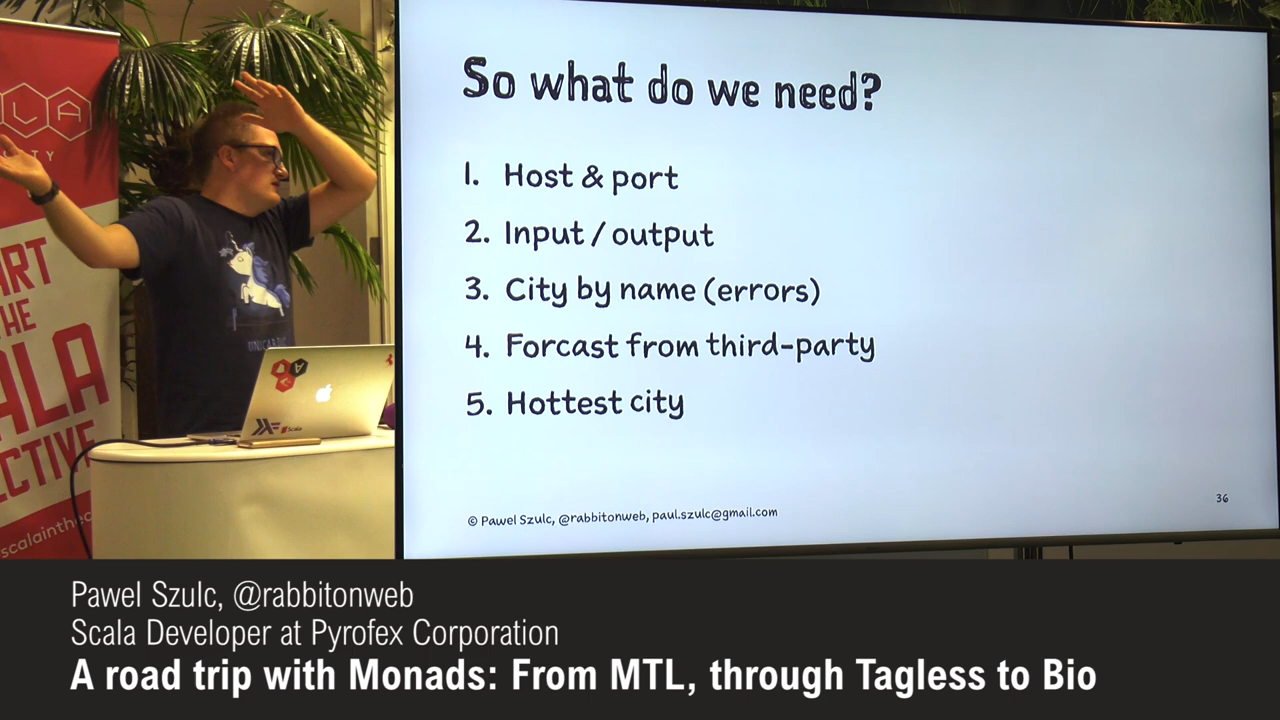 So what do we need?
1. Host & port
2. Input / output
3. City by name (errors)
4. Forcast from third-party
5. Hottest city
36
© Pawel Szulc, @rabbitonweb, paul.szulc@gmail.com
Scala
Pawel Szulc, @rabbitonweb
Scala Developer at Pyrofex Corporation
A road trip with Monads: From MTL, through Tagless to Bio